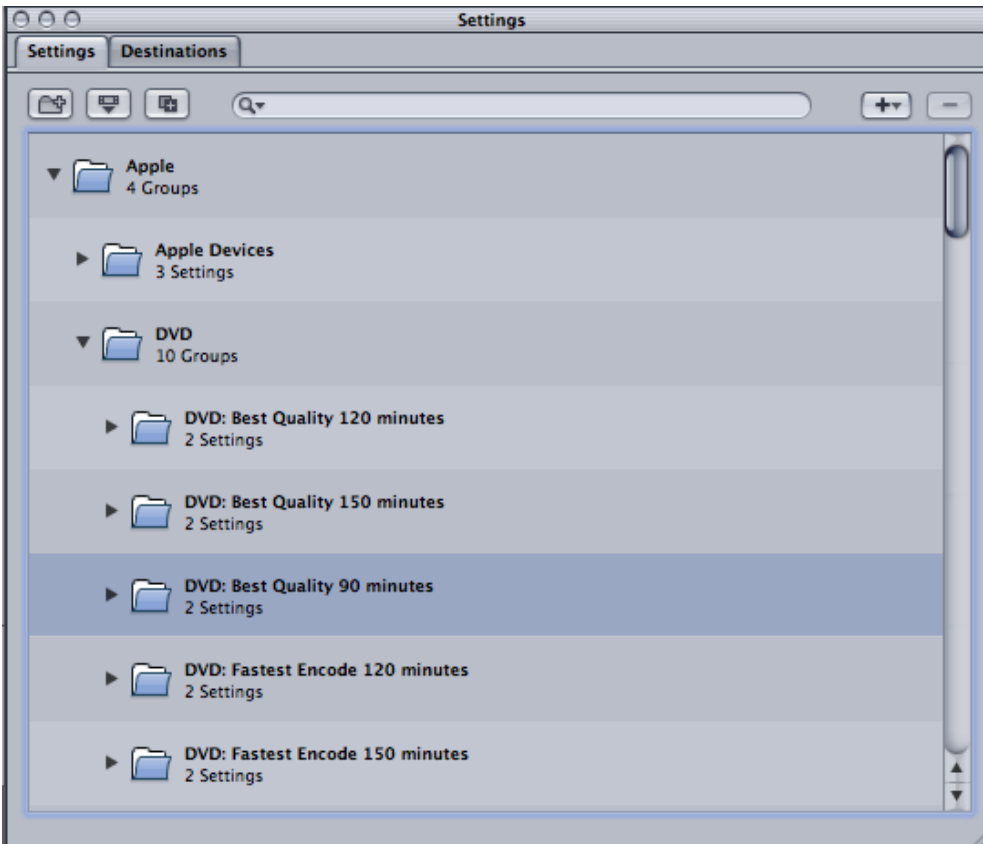 Settings
Settings Destinations
Apple
4 Groups
Apple Devices
3 Settings
DVD
10 Groups
DVD: Best Quality 120 minutes
2 Settings
DVD: Best Quality 150 minutes
2 Settings
DVD: Best Quality 90 minutes
2 Settings
DVD: Fastest Encode 120 minutes
2 Settings
DVD: Fastest Encode 150 minutes
2 Settings